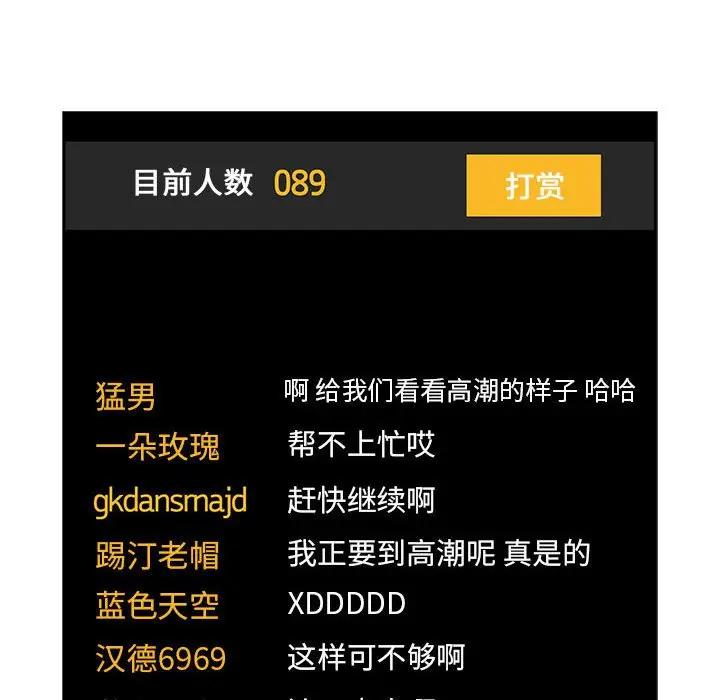 目前人数 089 打赏
猛男 啊 给我们看看高潮的样子 哈哈
一朵玫瑰 帮不上忙哎
gkdansmajd 赶快继续啊
踢汀老帽 我正要到高潮呢 真是的
蓝色天空 XDDDDD
汉德6969 这样可不够啊